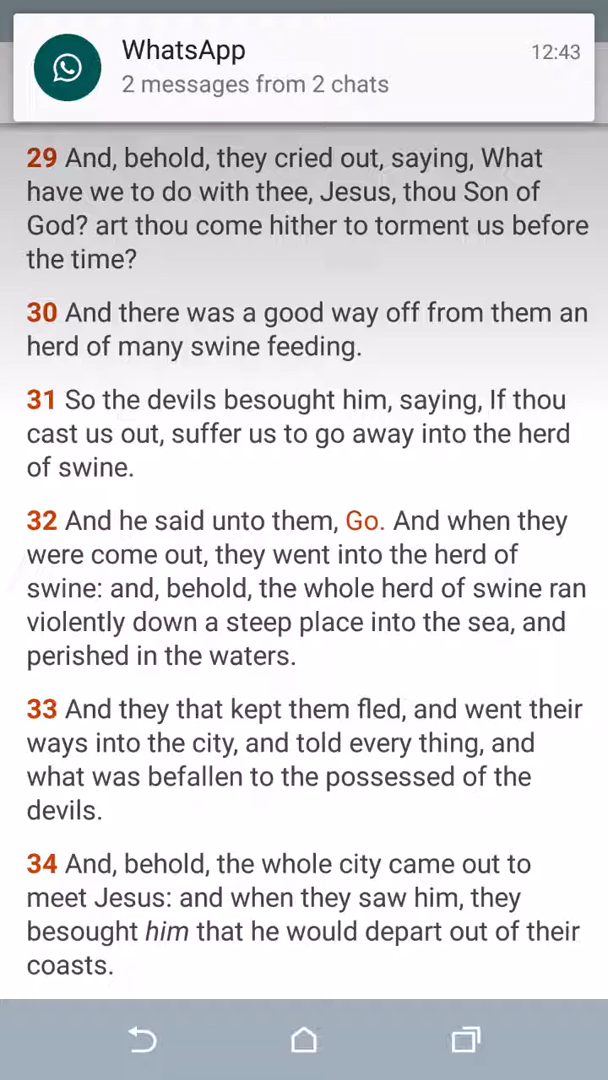 WhatsApp
12:43
2 messages from 2 chats
29 And, behold, they cried out, saying, What
have we to do with thee, Jesus, thou Son of
God? art thou come hither to torment us before
the time?
30 And there was a good way off from them an
herd of many swine feeding.
31 So the devils besought him, saying, If thou
cast us out, suffer us to go away into the herd
of swine.
32 And he said unto them, Go. And when they
were come out, they went into the herd of
swine: and, behold, the whole herd of swine ran
violently down a steep place into the sea, and
perished in the waters.
33 And they that kept them fled, and went their
ways into the city, and told every thing, and
what was befallen to the possessed of the
devils.
34 And, behold, the whole city came out to
meet Jesus: and when they saw him, they
besought him that he would depart out of their
coasts.